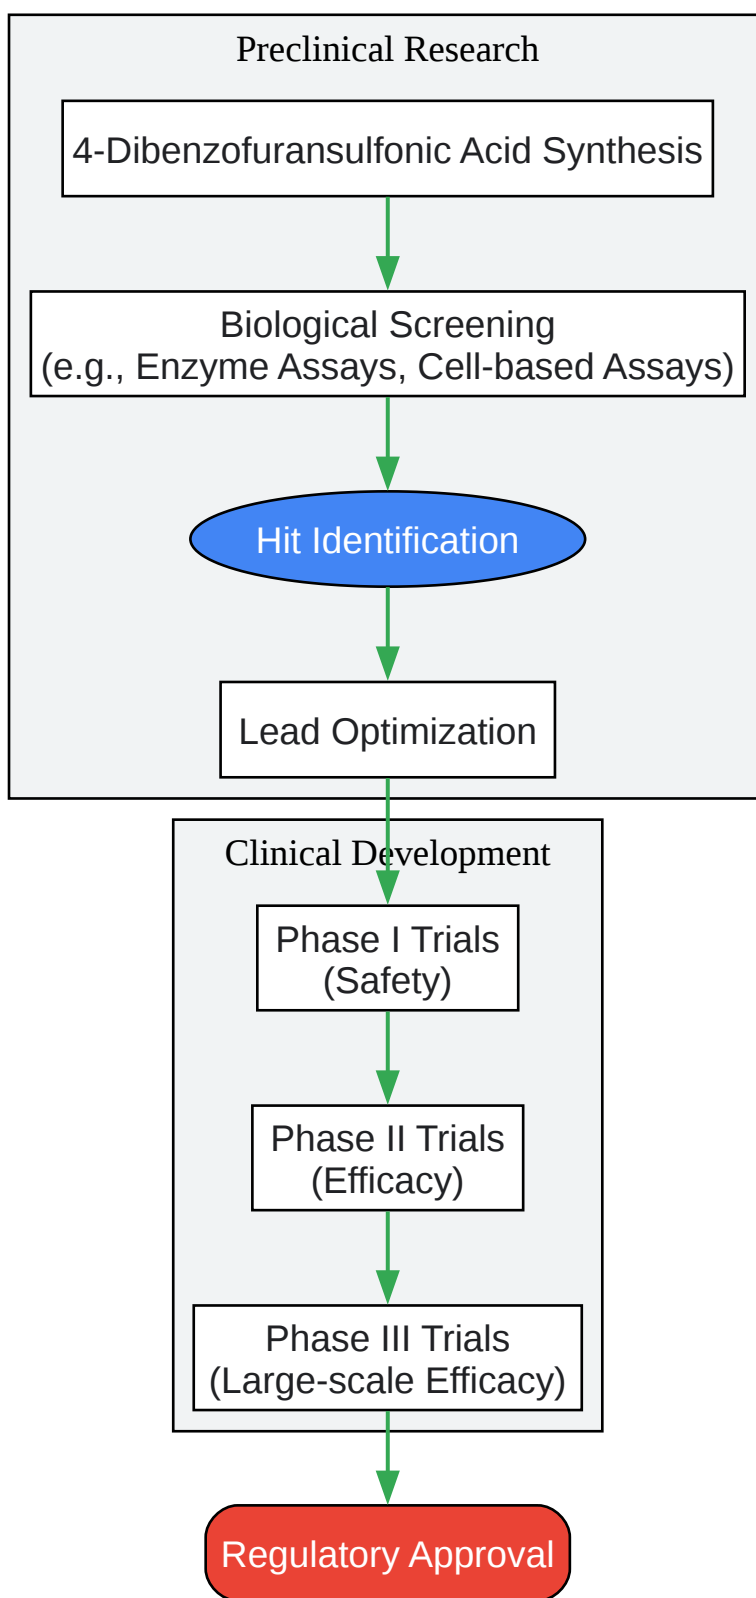 Preclinical Research
4-Dibenzofuransulfonic Acid Synthesis
Biological Screening
(e.g., Enzyme Assays, Cell-based Assays)
Hit Identification
Lead Optimization
Clinical Development
Phase I Trials
(Safety)
Phase II Trials
(Efficacy)
Phase III Trials
(Large-scale Efficacy)
Regulatory Approval